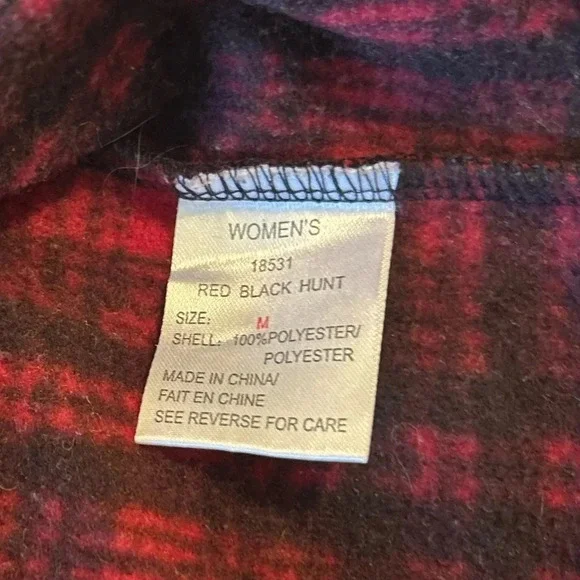 WOMEN'S
18531
RED BLACK HUNT
SIZE: M
SHELL: 100%POLYESTER/
POLYESTER
MADE IN CHINA/
FAIT EN CHINE
SEE REVERSE FOR CARE